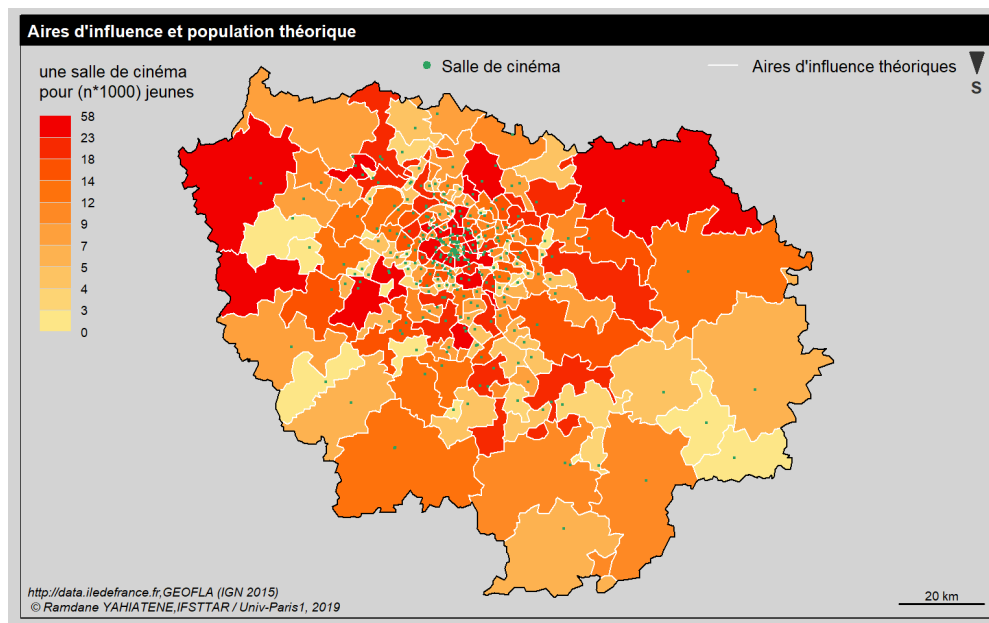 Aires d'influence et population théorique
une salle de cinéma
pour (n*1000) jeunes
Salle de cinéma
Aires d'influence théoriques
S
58
23
18
14
12
9
7
5
4
3
0
http://data.iledefrance.fr,GEOFLA (IGN 2015)
© Ramdane YAHIATENE,IFSTTAR / Univ-Paris1, 2019
20 km